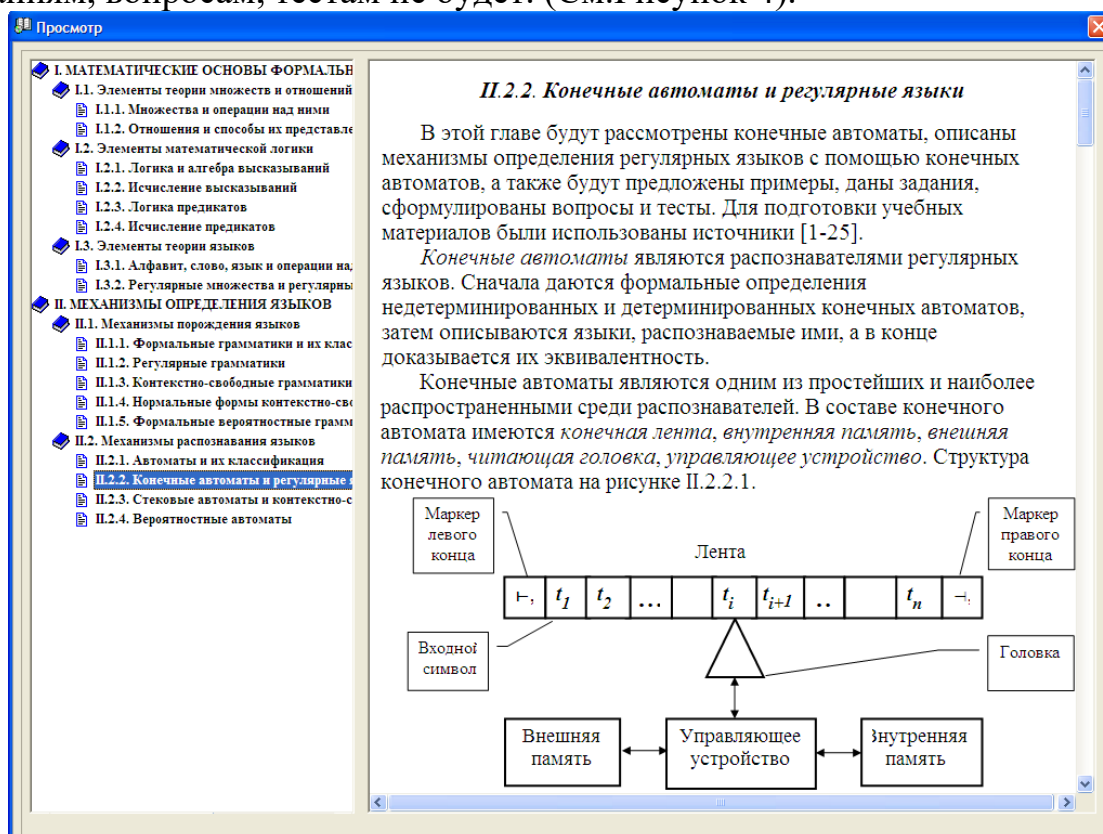 ниям, вопросам, тестам не будет. (См.Рисунок 4).
Просмотр
I. МАТЕМАТИЧЕСКИЕ ОСНОВЫ ФОРМАЛЬН
I.1. Элементы теории множеств и отношений
I.1.1. Множества и операции над ними
I.1.2. Отношения и способы их представле
I.2. Элементы математической логики
I.2.1. Логика и алгебра высказываний
I.2.2. Исчисление высказываний
I.2.3. Логика предикатов
I.2.4. Исчисление предикатов
I.3. Элементы теории языков
I.3.1. Алфавит, слово, язык и операции на
I.3.2. Регулярные множества и регулярны
II. МЕХАНИЗМЫ ОПРЕДЕЛЕНИЯ ЯЗЫКОВ
II.1. Механизмы порождения языков
II.1.1. Формальные грамматики и их клас
II.1.2. Регулярные грамматики
II.1.3. Контекстно-свободные грамматики
II.1.4. Нормальные формы контекстно-сво
II.1.5. Формальные вероятностные грамм
II.2. Механизмы распознавания языков
II.2.1. Автоматы и их классификация
II.2.2. Конечные автоматы и регулярные я
II.2.3. Стековые автоматы и контекстно-с
II.2.4. Вероятностные автоматы
II.2.2. Конечные автоматы и регулярные языки
В этой главе будут рассмотрены конечные автоматы, описаны
механизмы определения регулярных языков с помощью конечных
автоматов, а также будут предложены примеры, даны задания,
сформулированы вопросы и тесты. Для подготовки учебных
материалов были использованы источники [1-25].
Конечные автоматы являются распознавателями регулярных
языков. Сначала даются формальные определения
недетерминированных и детерминированных конечных автоматов,
затем описываются языки, распознаваемые ими, а в конце
доказывается их эквивалентность.
Конечные автоматы являются одним из простейших и наиболее
распространенными среди распознавателей. В составе конечного
автомата имеются конечная лента, внутренняя память, внешняя
память, читающая головка, управляющее устройство. Структура
конечного автомата на рисунке II.2.2.1.
Маркер
левого
конца
Лента
Маркер
правого
конца
⊢, t1 t2 ... ti ti+1 .. tn ⊣,
Входной
символ
Головка
Внешняя
память
Управляющее
устройство
Внутренняя
память